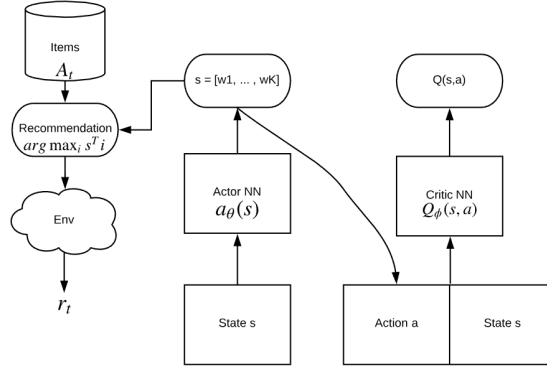 Items
A_t
Recommendation
arg max_i s^T i
Env
r_t
s = [w1, ... , wK]
Actor NN
a_θ(s)
State s
Q(s,a)
Critic NN
Q_ϕ(s, a)
Action a
State s